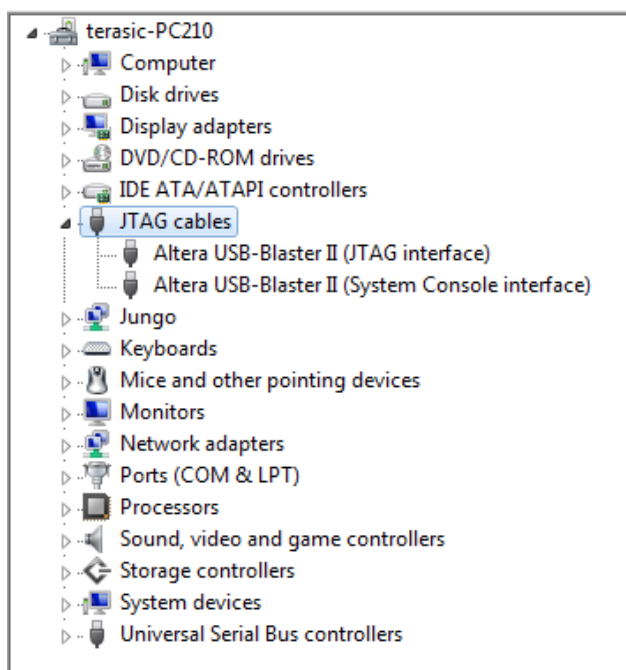 terasic-PC210
Computer
Disk drives
Display adapters
DVD/CD-ROM drives
IDE ATA/ATAPI controllers
JTAG cables
Altera USB-Blaster II (JTAG interface)
Altera USB-Blaster II (System Console interface)
Jungo
Keyboards
Mice and other pointing devices
Monitors
Network adapters
Ports (COM & LPT)
Processors
Sound, video and game controllers
Storage controllers
System devices
Universal Serial Bus controllers